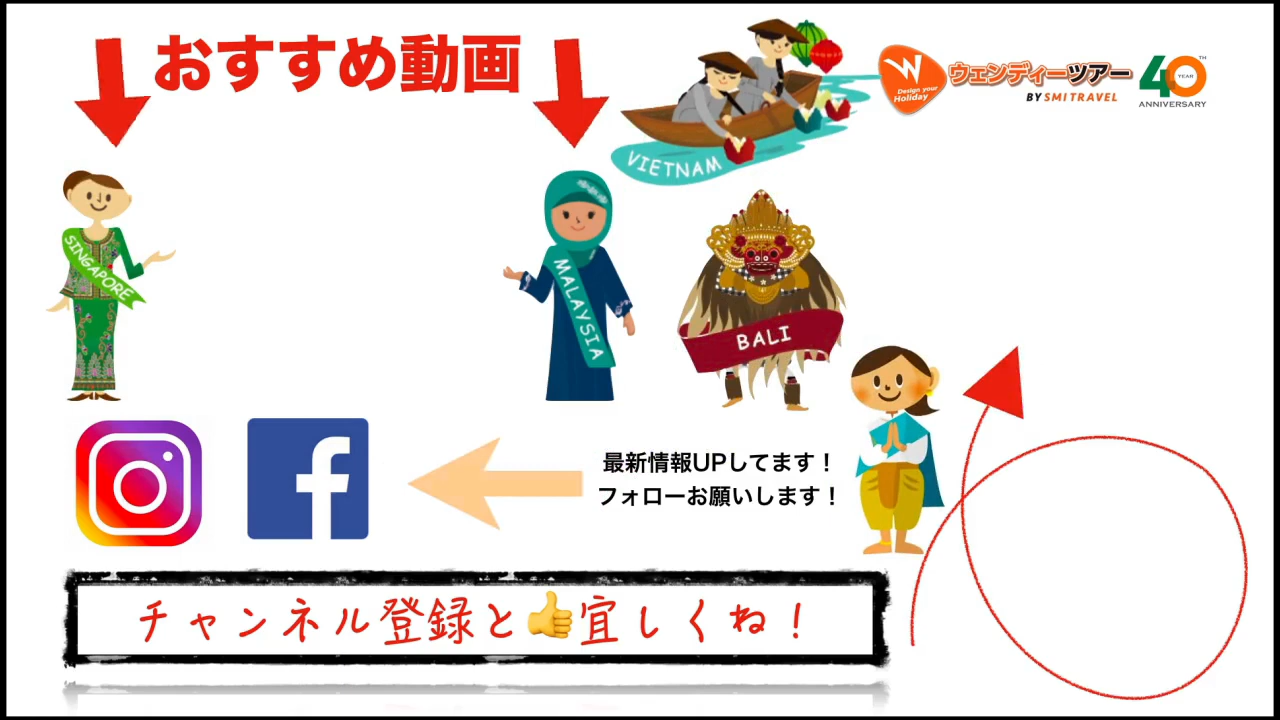 おすすめ動画
W
Design your
Holiday
ウェンディーツアー
BY SMI TRAVEL
40TH
YEAR
ANNIVERSARY
VIETNAM
SINGAPORE
MALAYSIA
BALI
最新情報UPしてます！
フォローお願いします！
チャンネル登録と👍宜しくね！